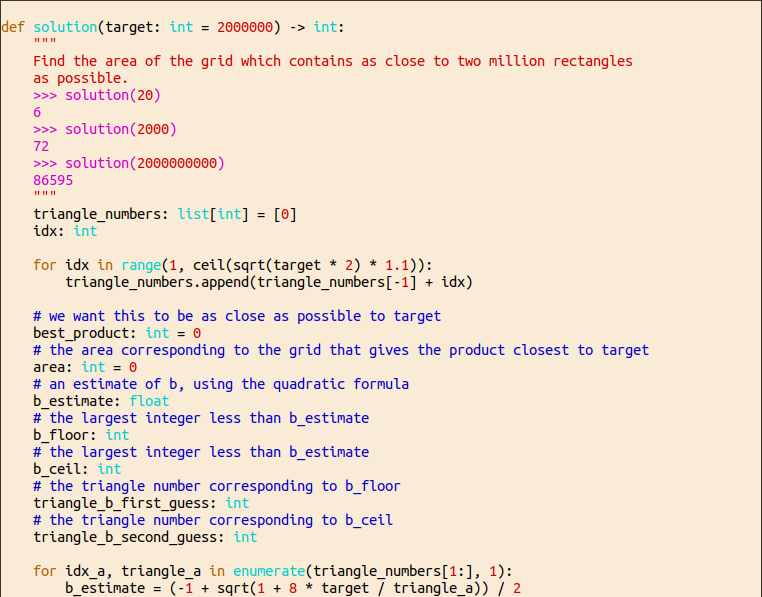 def solution(target: int = 2000000) -> int:
    """
    Find the area of the grid which contains as close to two million rectangles
    as possible.
    >>> solution(20)
    6
    >>> solution(2000)
    72
    >>> solution(2000000000)
    86595
    """
    triangle_numbers: list[int] = [0]
    idx: int

    for idx in range(1, ceil(sqrt(target * 2) * 1.1)):
        triangle_numbers.append(triangle_numbers[-1] + idx)

    # we want this to be as close as possible to target
    best_product: int = 0
    # the area corresponding to the grid that gives the product closest to target
    area: int = 0
    # an estimate of b, using the quadratic formula
    b_estimate: float
    # the largest integer less than b_estimate
    b_floor: int
    # the largest integer less than b_estimate
    b_ceil: int
    # the triangle number corresponding to b_floor
    triangle_b_first_guess: int
    # the triangle number corresponding to b_ceil
    triangle_b_second_guess: int

    for idx_a, triangle_a in enumerate(triangle_numbers[1:], 1):
        b_estimate = (-1 + sqrt(1 + 8 * target / triangle_a)) / 2